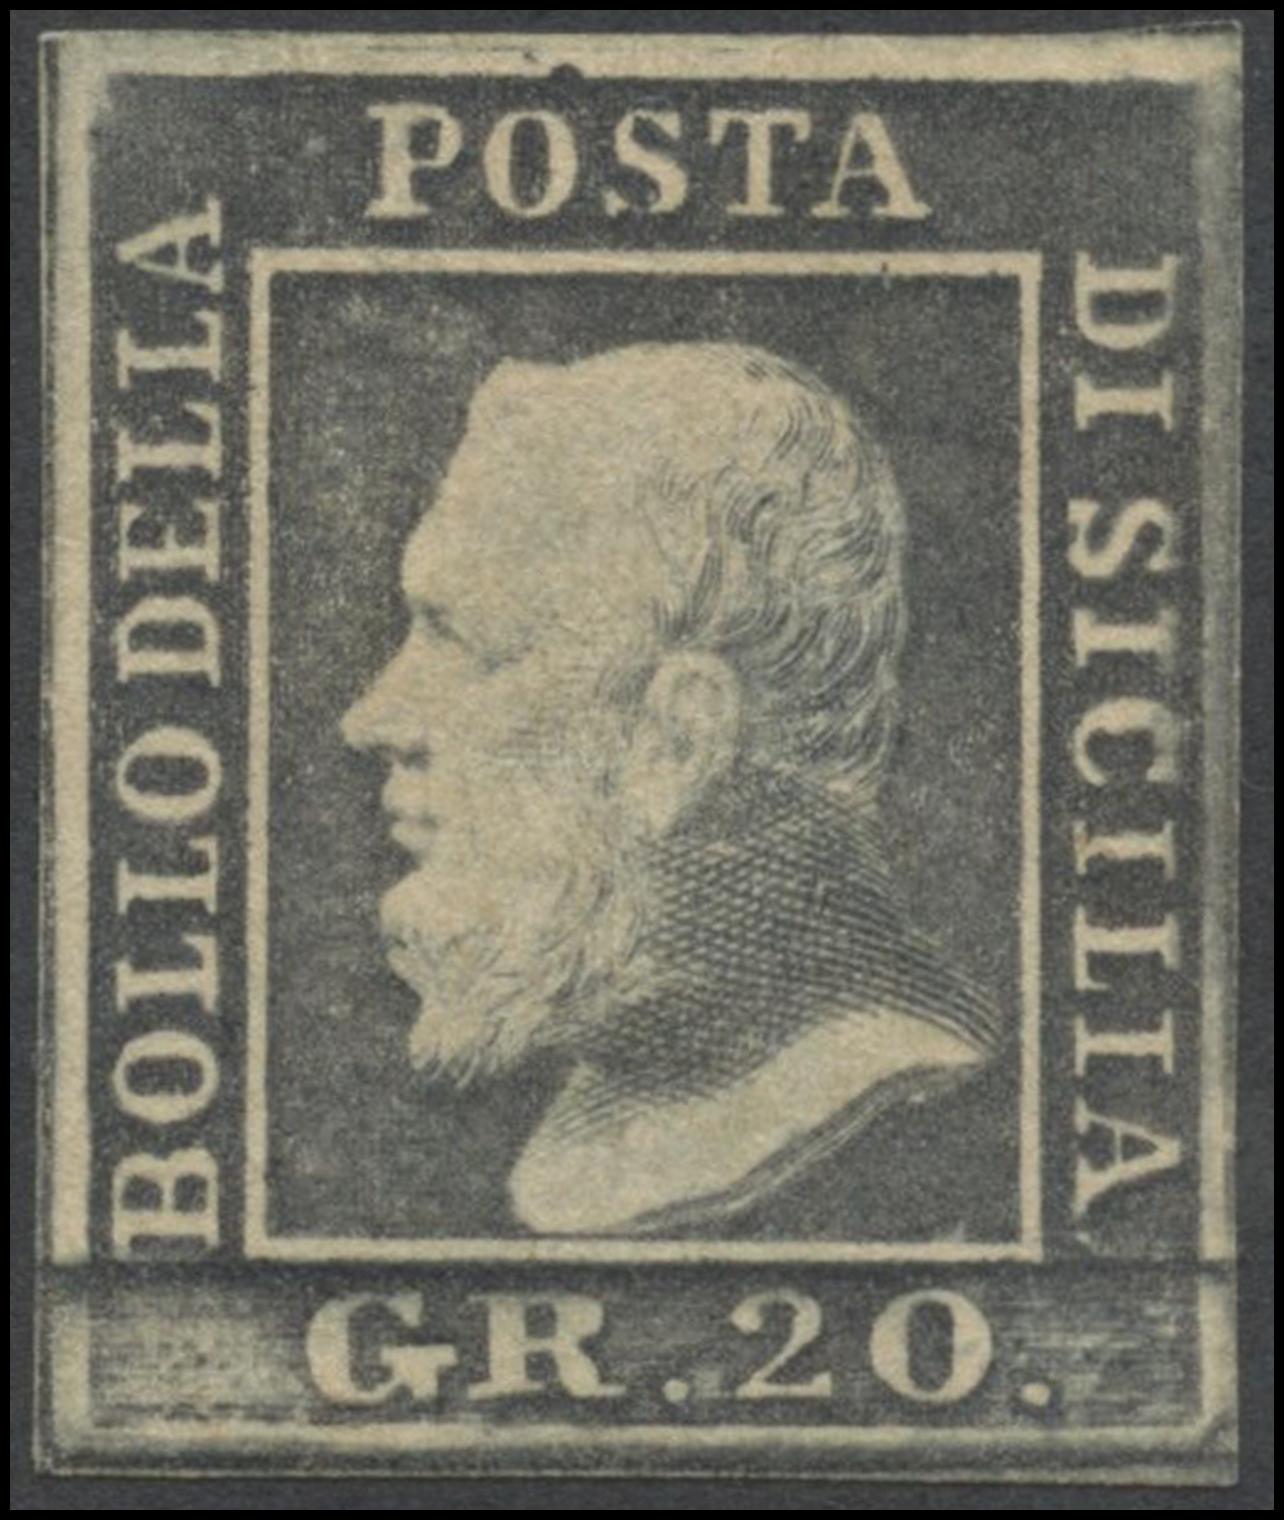 BOLLO DELLA
POSTA
DI SICILIA
GR.20.